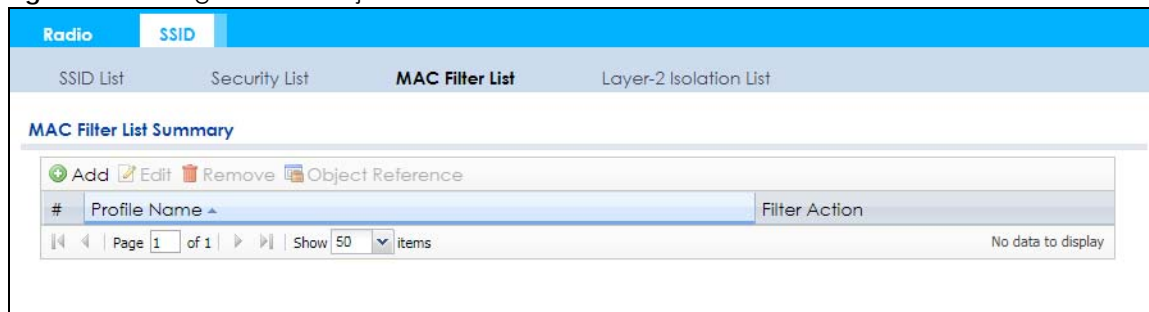 Radio SSID
SSID List Security List MAC Filter List Layer-2 Isolation List
MAC Filter List Summary
Add Edit Remove Object Reference
# Profile Name Filter Action
Page 1 of 1 Show 50 items No data to display